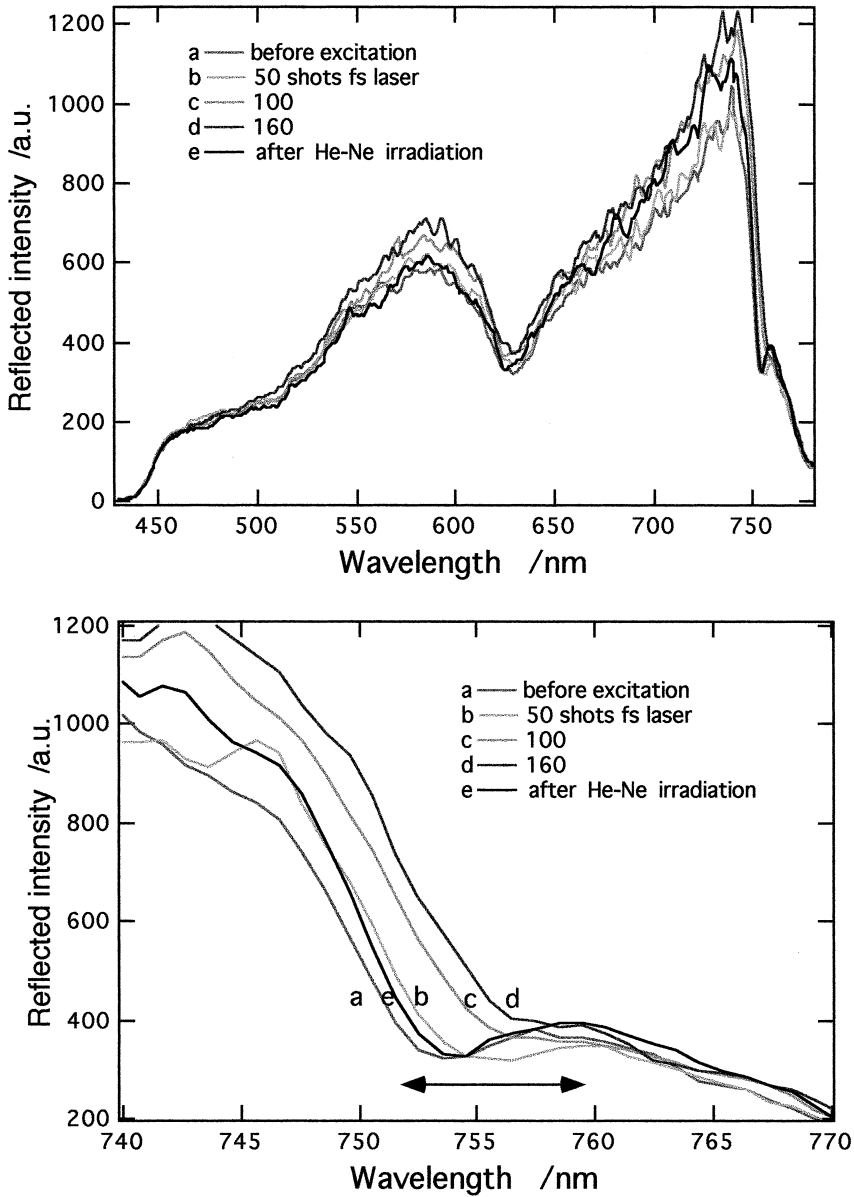 1200
1000
800
600
400
200
0
Reflected intensity /a.u.
a before excitation
b 50 shots fs laser
c 100
d 160
e after He-Ne irradiation
450 500 550 600 650 700 750
Wavelength /nm
1200
1000
800
600
400
200
Reflected intensity /a.u.
a before excitation
b 50 shots fs laser
c 100
d 160
e after He-Ne irradiation
a e b c d
740 745 750 755 760 765 770
Wavelength /nm